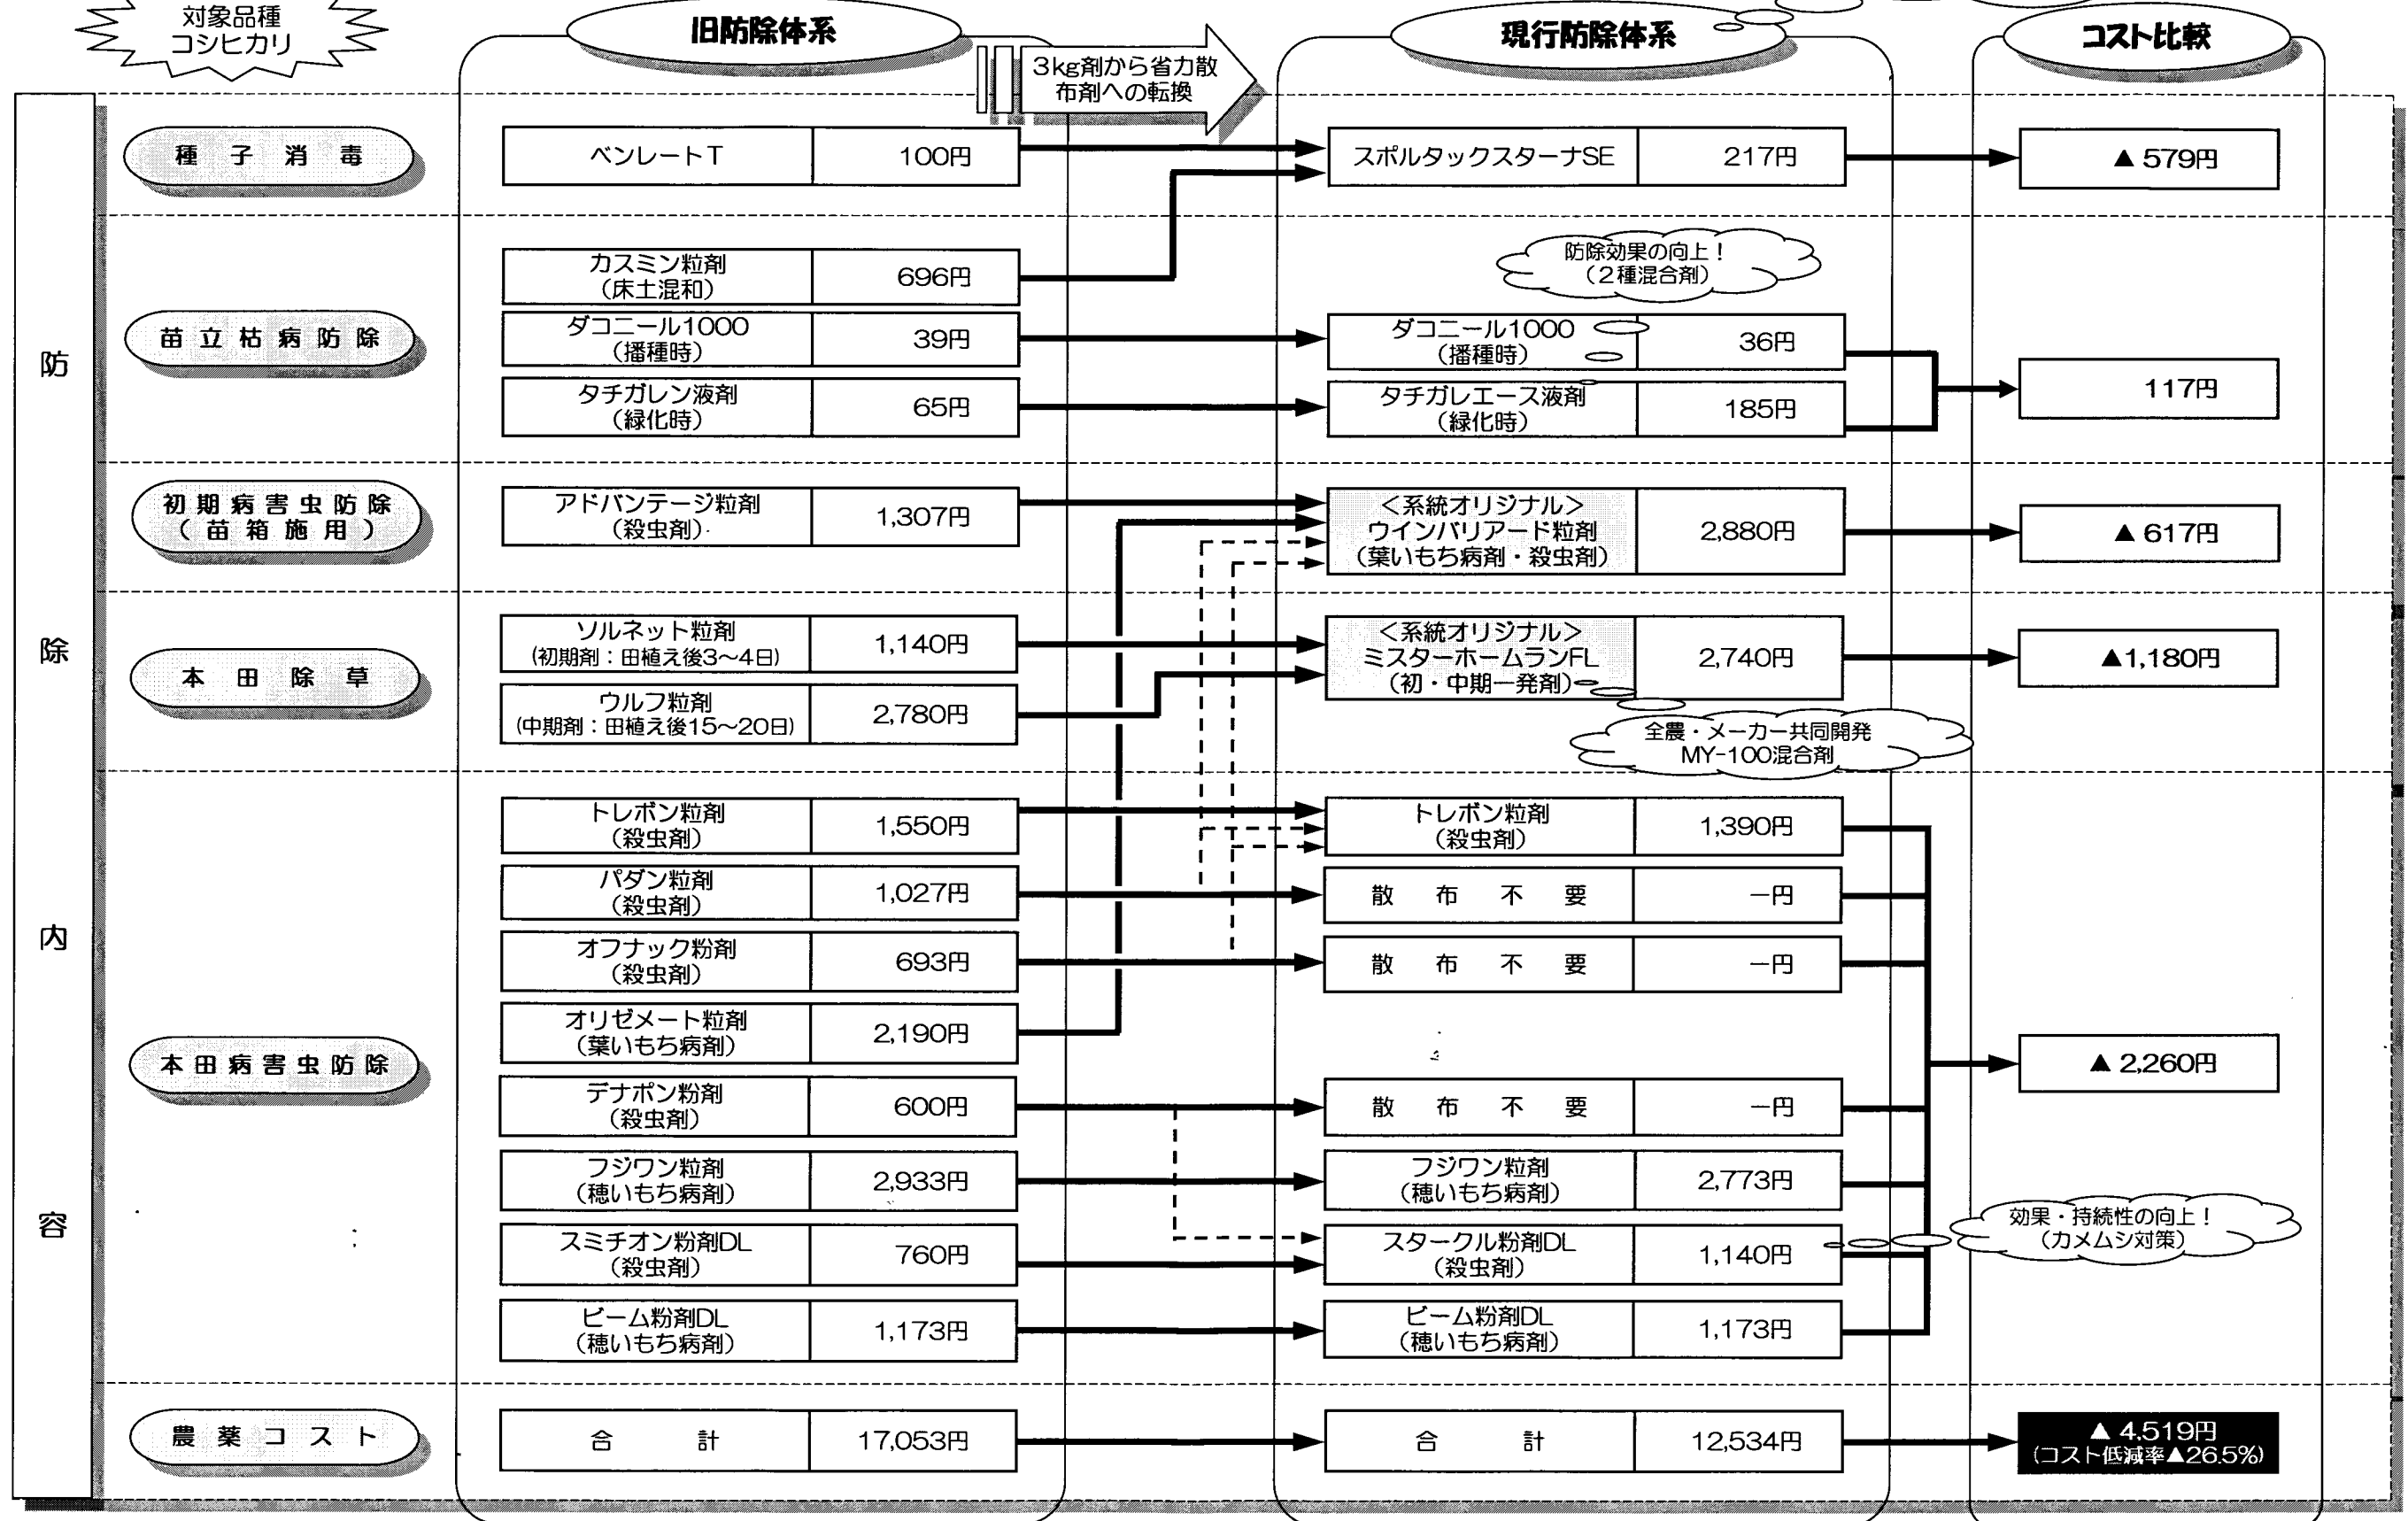 対象品種
コシヒカリ
旧防除体系
3kg剤から省力散
布剤への転換
現行防除体系
コスト比較
防除内容
種子消毒
ベンレートT 100円
スポルタックスターナSE 217円
▲ 579円
苗立枯病防除
カスミン粒剤
(床土混和)
696円
防除効果の向上!
(2種混合剤)
ダコニール1000
(播種時)
39円
ダコニール1000
(播種時)
36円
タチガレン液剤
(緑化時)
65円
タチガレエース液剤
(緑化時)
185円
117円
初期病害虫防除
(苗箱施用)
アドバンテージ粒剤
(殺虫剤)
1,307円
<系統オリジナル>
ウインバリアード粒剤
(葉いもち病剤・殺虫剤)
2,880円
▲ 617円
本田除草
ソルネット粒剤
(初期剤:田植え後3~4日)
1,140円
ウルフ粒剤
(中期剤:田植え後15~20日)
2,780円
<系統オリジナル>
ミスターホームランFL
(初・中期一発剤)
2,740円
▲1,180円
全農・メーカー共同開発
MY-100混合剤
本田病害虫防除
トレボン粒剤
(殺虫剤)
1,550円
トレボン粒剤
(殺虫剤)
1,390円
パダン粒剤
(殺虫剤)
1,027円
散布不要 ―円
オフナック粉剤
(殺虫剤)
693円
散布不要 ―円
オリゼメート粒剤
(葉いもち病剤)
2,190円
デナポン粉剤
(殺虫剤)
600円
散布不要 ―円
フジワン粒剤
(穂いもち病剤)
2,933円
フジワン粒剤
(穂いもち病剤)
2,773円
スミチオン粉剤DL
(殺虫剤)
760円
スタークル粉剤DL
(殺虫剤)
1,140円
ビーム粉剤DL
(穂いもち病剤)
1,173円
ビーム粉剤DL
(穂いもち病剤)
1,173円
▲ 2,260円
効果・持続性の向上!
(カメムシ対策)
農薬コスト
合計 17,053円
合計 12,534円
▲ 4,519円
(コスト低減率▲26.5%)